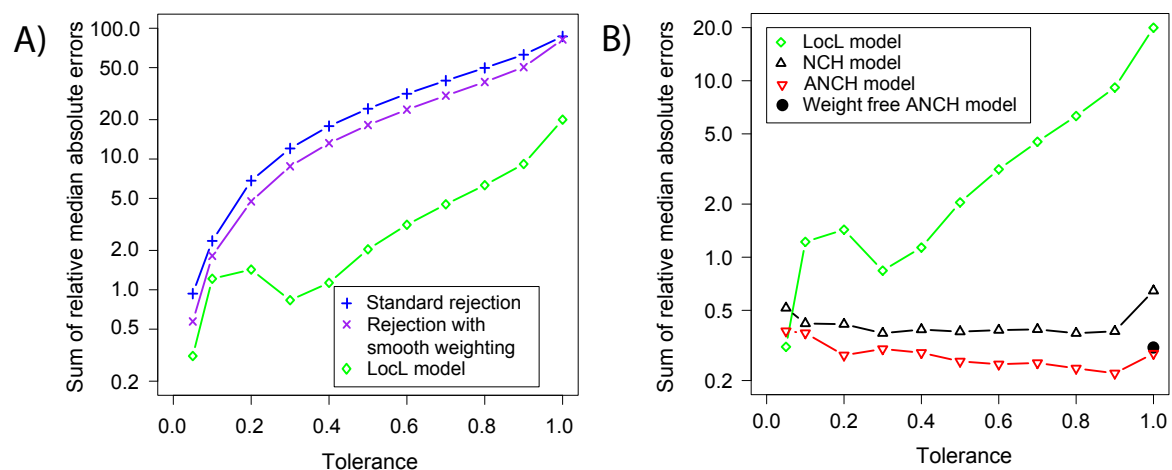 A)
Sum of relative median absolute errors
100.0
50.0
20.0
10.0
5.0
2.0
1.0
0.5
0.2
Standard rejection
Rejection with
smooth weighting
LocL model
0.0 0.2 0.4 0.6 0.8 1.0
Tolerance
B)
Sum of relative median absolute errors
20.0
10.0
5.0
2.0
1.0
0.5
0.2
LocL model
NCH model
ANCH model
Weight free ANCH model
0.0 0.2 0.4 0.6 0.8 1.0
Tolerance